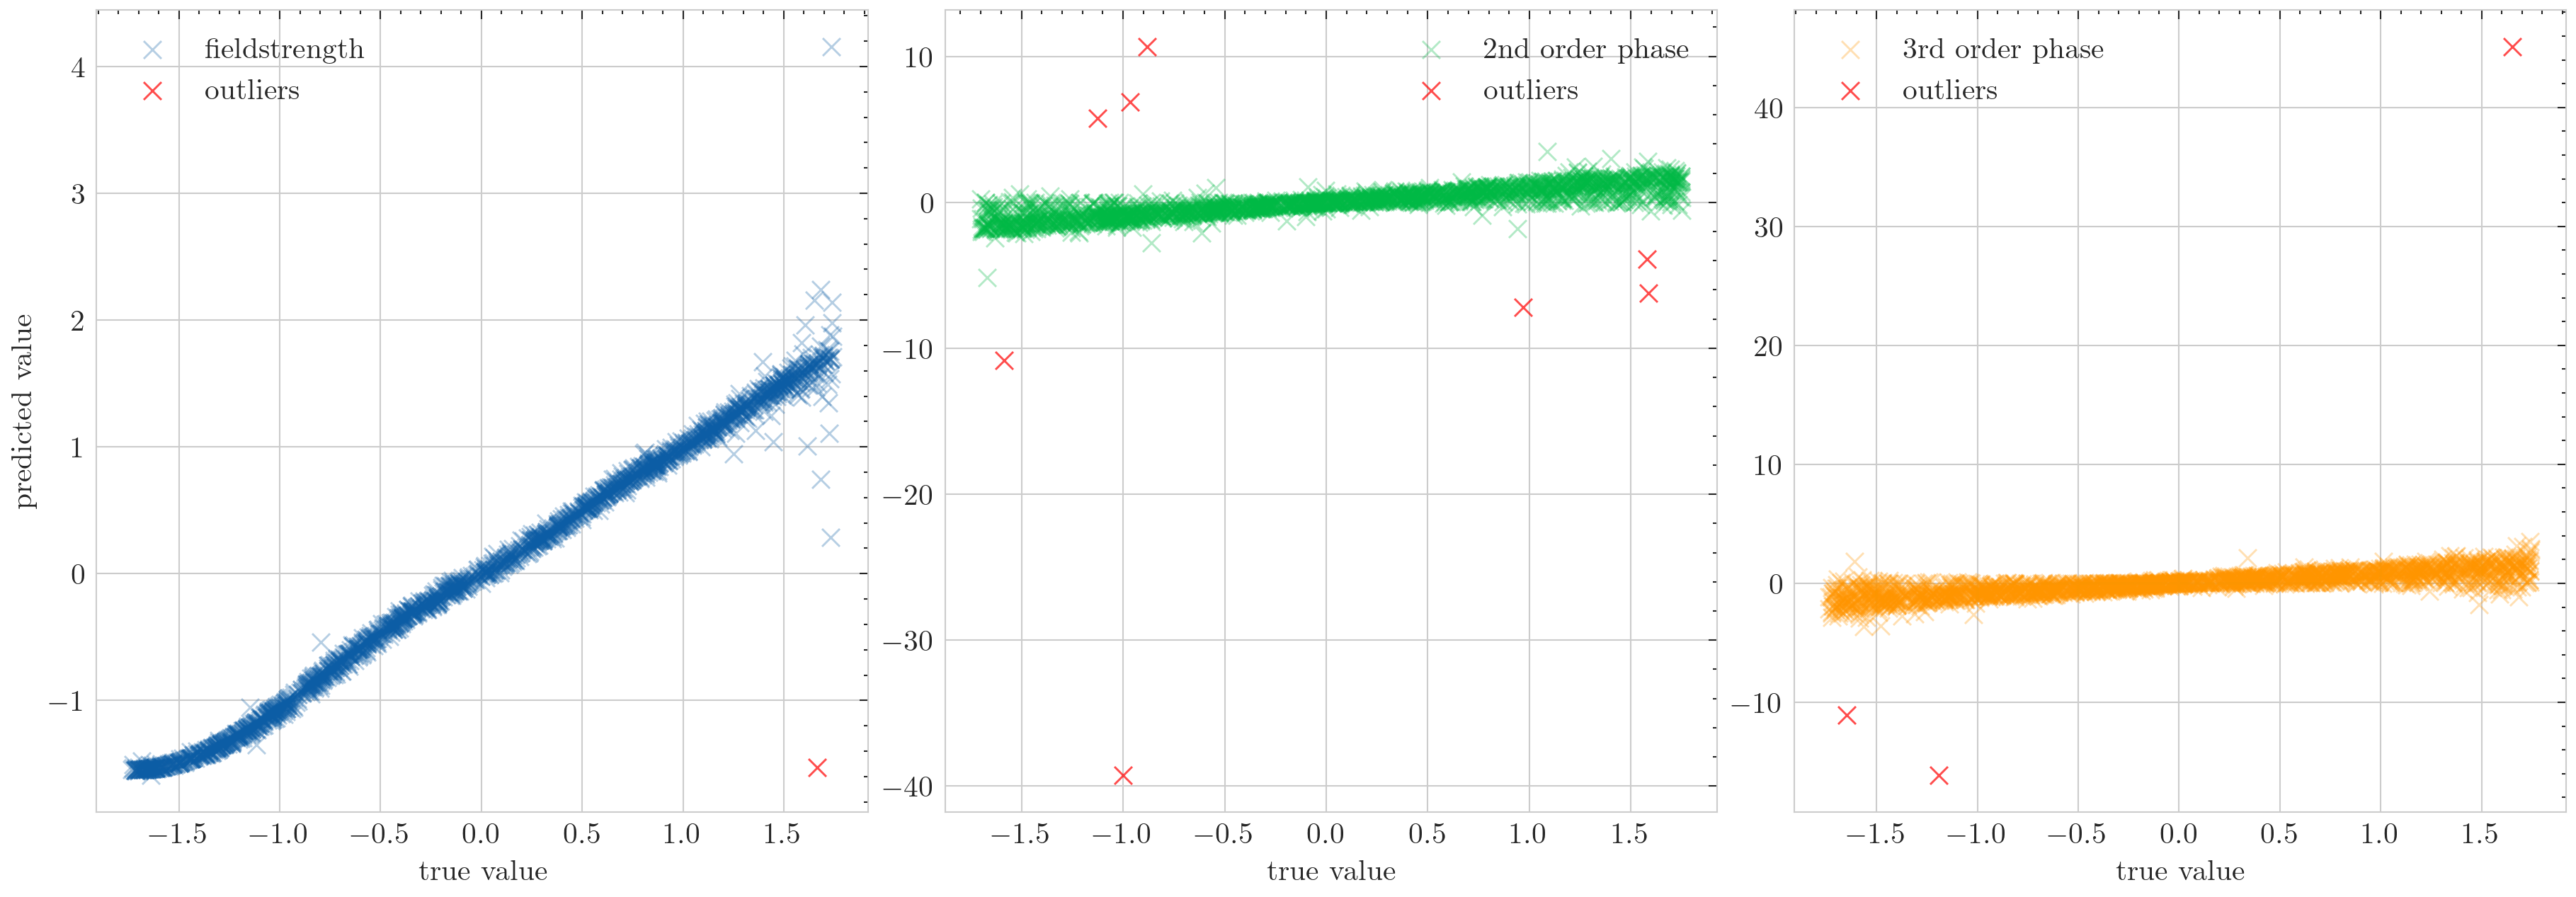 fieldstrength
outliers
4
3
2
1
0
−1
predicted value
−1.5 −1.0 −0.5 0.0 0.5 1.0 1.5
true value
2nd order phase
outliers
10
0
−10
−20
−30
−40
−1.5 −1.0 −0.5 0.0 0.5 1.0 1.5
true value
3rd order phase
outliers
40
30
20
10
0
−10
−1.5 −1.0 −0.5 0.0 0.5 1.0 1.5
true value